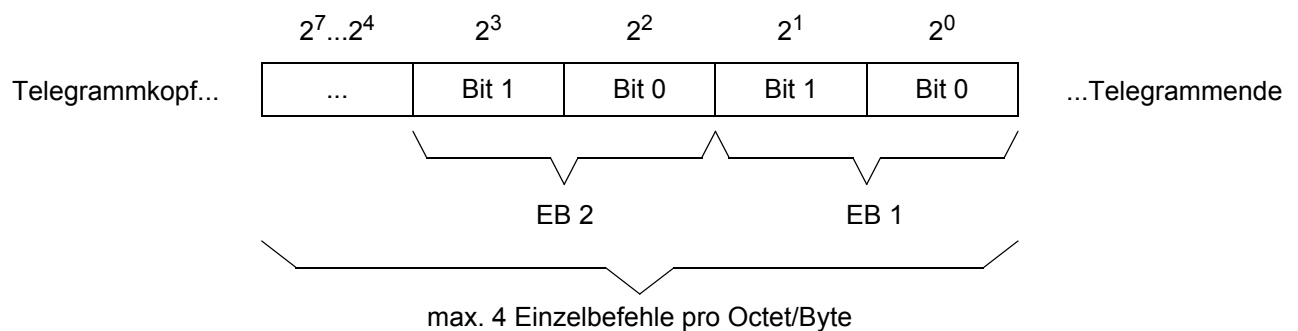 2⁷...2⁴ 2³ 2² 2¹ 2⁰
Telegrammkopf... ... Bit 1 Bit 0 Bit 1 Bit 0 ...Telegrammende
EB 2 EB 1
max. 4 Einzelbefehle pro Octet/Byte